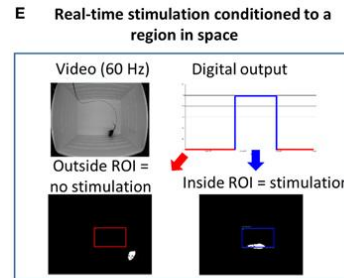 E Real-time stimulation conditioned to a
region in space
Video (60 Hz) Digital output
Outside ROI =
no stimulation
Inside ROI = stimulation